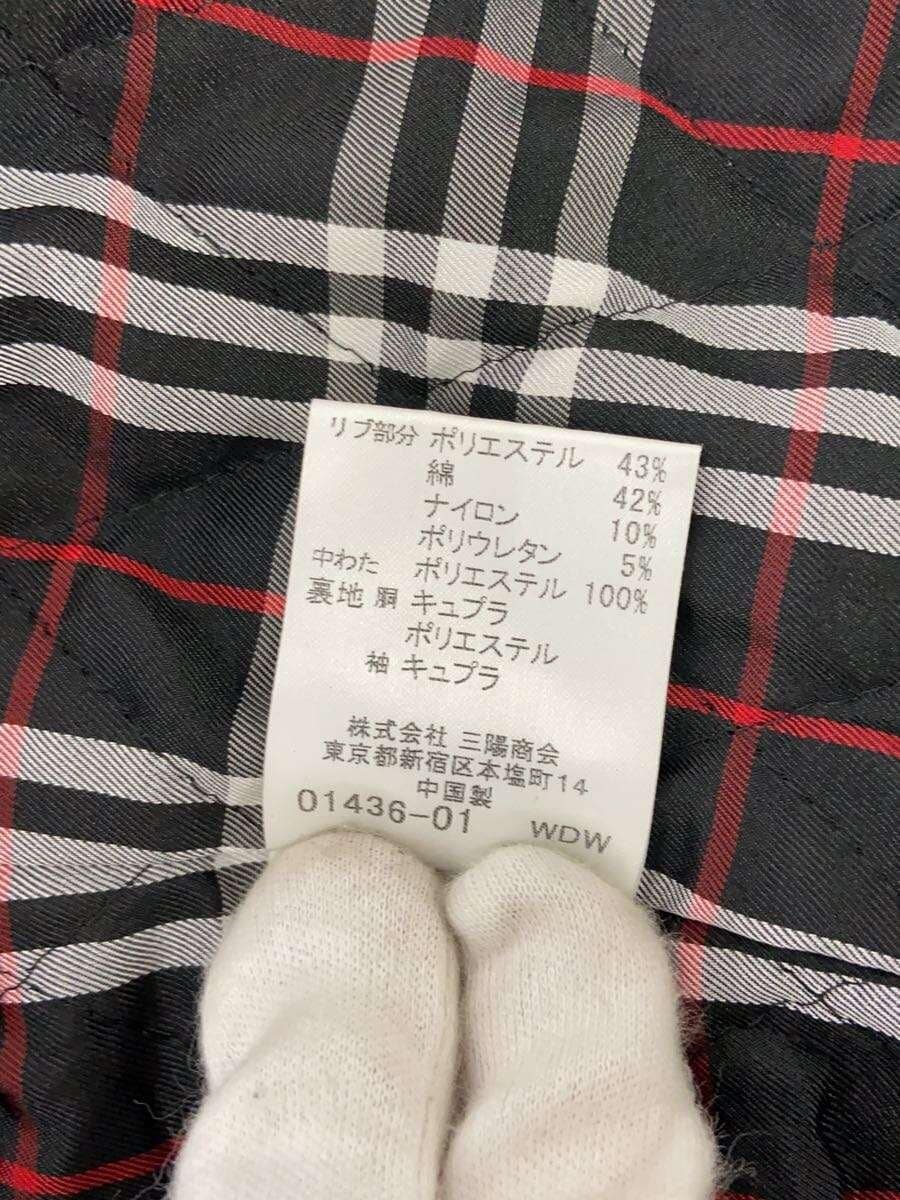 リブ部分 ポリエステル 43%
綿 42%
ナイロン 10%
ポリウレタン 5%
中わた ポリエステル 100%
裏地 胴 キュプラ
ポリエステル
袖 キュプラ
株式会社 三陽商会
東京都新宿区本塩町14
中国製
01436-01 WDW